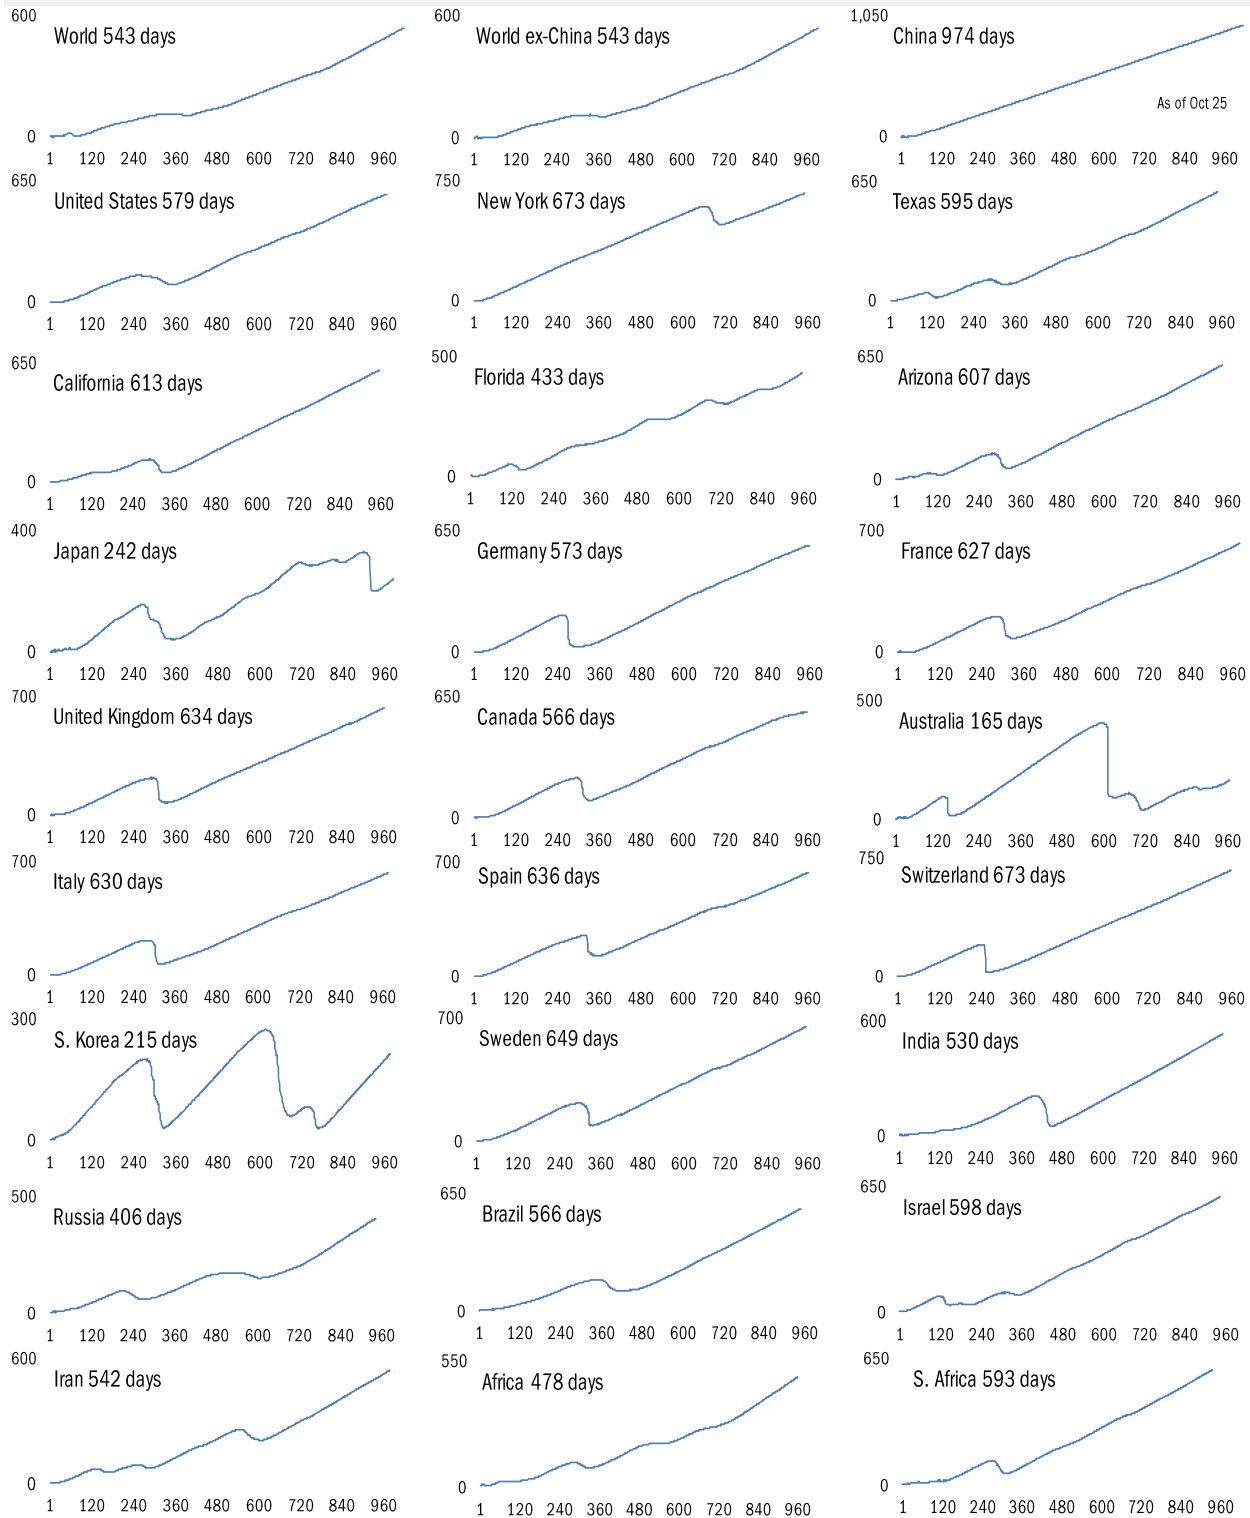 600
World 543 days
0
1 120 240 360 480 600 720 840 960
600
World ex-China 543 days
0
1 120 240 360 480 600 720 840 960
1,050
China 974 days
As of Oct 25
0
1 120 240 360 480 600 720 840 960
650
United States 579 days
0
1 120 240 360 480 600 720 840 960
750
New York 673 days
0
1 120 240 360 480 600 720 840 960
650
Texas 595 days
0
1 120 240 360 480 600 720 840 960
650
California 613 days
0
1 120 240 360 480 600 720 840 960
500
Florida 433 days
0
1 120 240 360 480 600 720 840 960
650
Arizona 607 days
0
1 120 240 360 480 600 720 840 960
400
Japan 242 days
0
1 120 240 360 480 600 720 840 960
650
Germany 573 days
0
1 120 240 360 480 600 720 840 960
700
France 627 days
0
1 120 240 360 480 600 720 840 960
700
United Kingdom 634 days
0
1 120 240 360 480 600 720 840 960
650
Canada 566 days
0
1 120 240 360 480 600 720 840 960
500
Australia 165 days
0
1 120 240 360 480 600 720 840 960
700
Italy 630 days
0
1 120 240 360 480 600 720 840 960
700
Spain 636 days
0
1 120 240 360 480 600 720 840 960
750
Switzerland 673 days
0
1 120 240 360 480 600 720 840 960
300
S. Korea 215 days
0
1 120 240 360 480 600 720 840 960
700
Sweden 649 days
0
1 120 240 360 480 600 720 840 960
600
India 530 days
0
1 120 240 360 480 600 720 840 960
500
Russia 406 days
0
1 120 240 360 480 600 720 840 960
650
Brazil 566 days
0
1 120 240 360 480 600 720 840 960
650
Israel 598 days
0
1 120 240 360 480 600 720 840 960
600
Iran 542 days
0
1 120 240 360 480 600 720 840 960
550
Africa 478 days
0
1 120 240 360 480 600 720 840 960
650
S. Africa 593 days
0
1 120 240 360 480 600 720 840 960